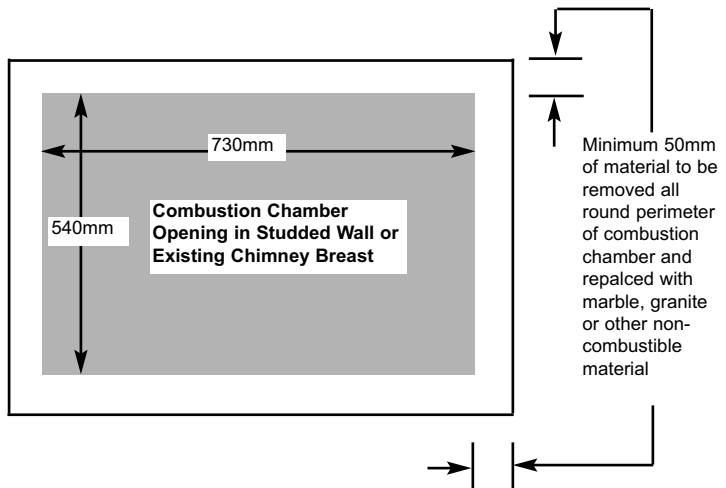 730mm
540mm
Combustion Chamber
Opening in Studded Wall or
Existing Chimney Breast
Minimum 50mm
of material to be
removed all
round perimeter
of combustion
chamber and
repalced with
marble, granite
or other non-
combustible
material